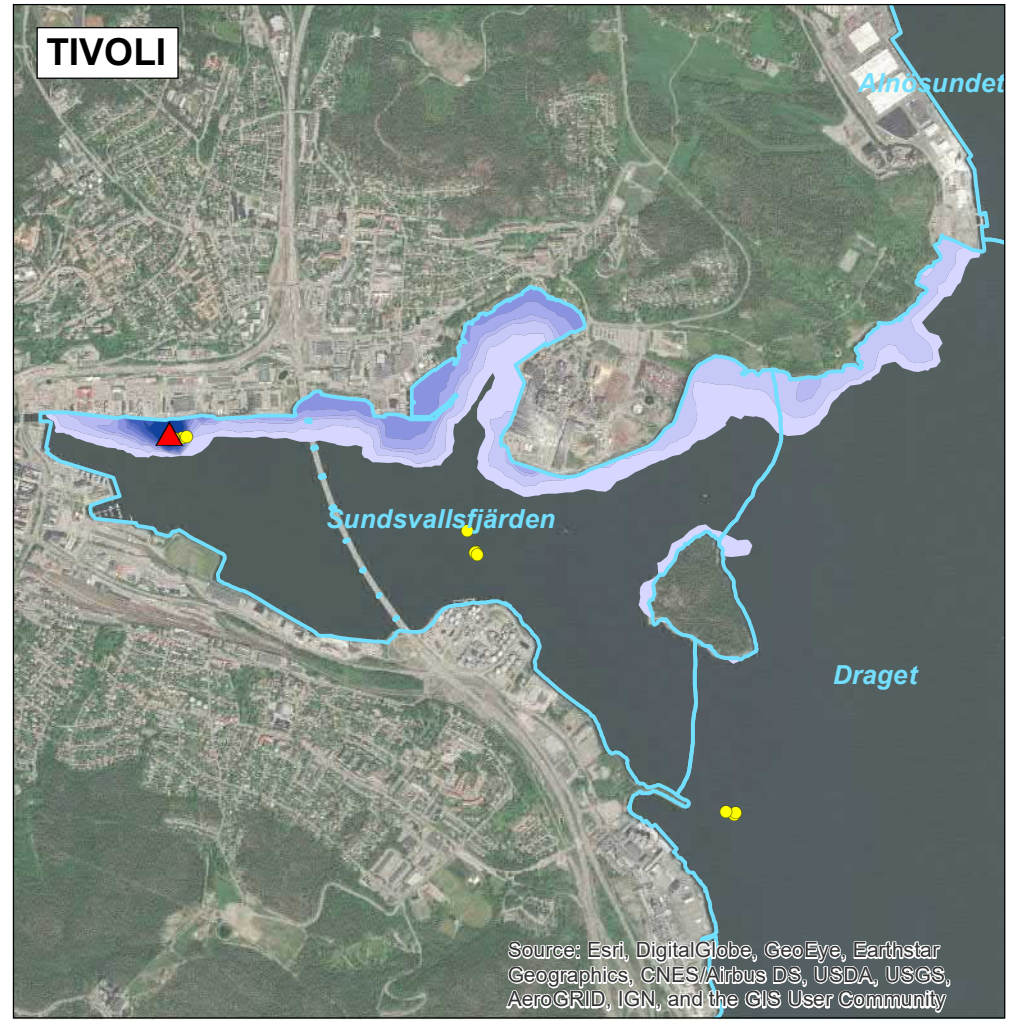 TIVOLI
Alnösundet
Sundsvallsfjärden
Draget
Source: Esri, DigitalGlobe, GeoEye, Earthstar
Geographics, CNES/Airbus DS, USDA, USGS,
AeroGRID, IGN, and the GIS User Community